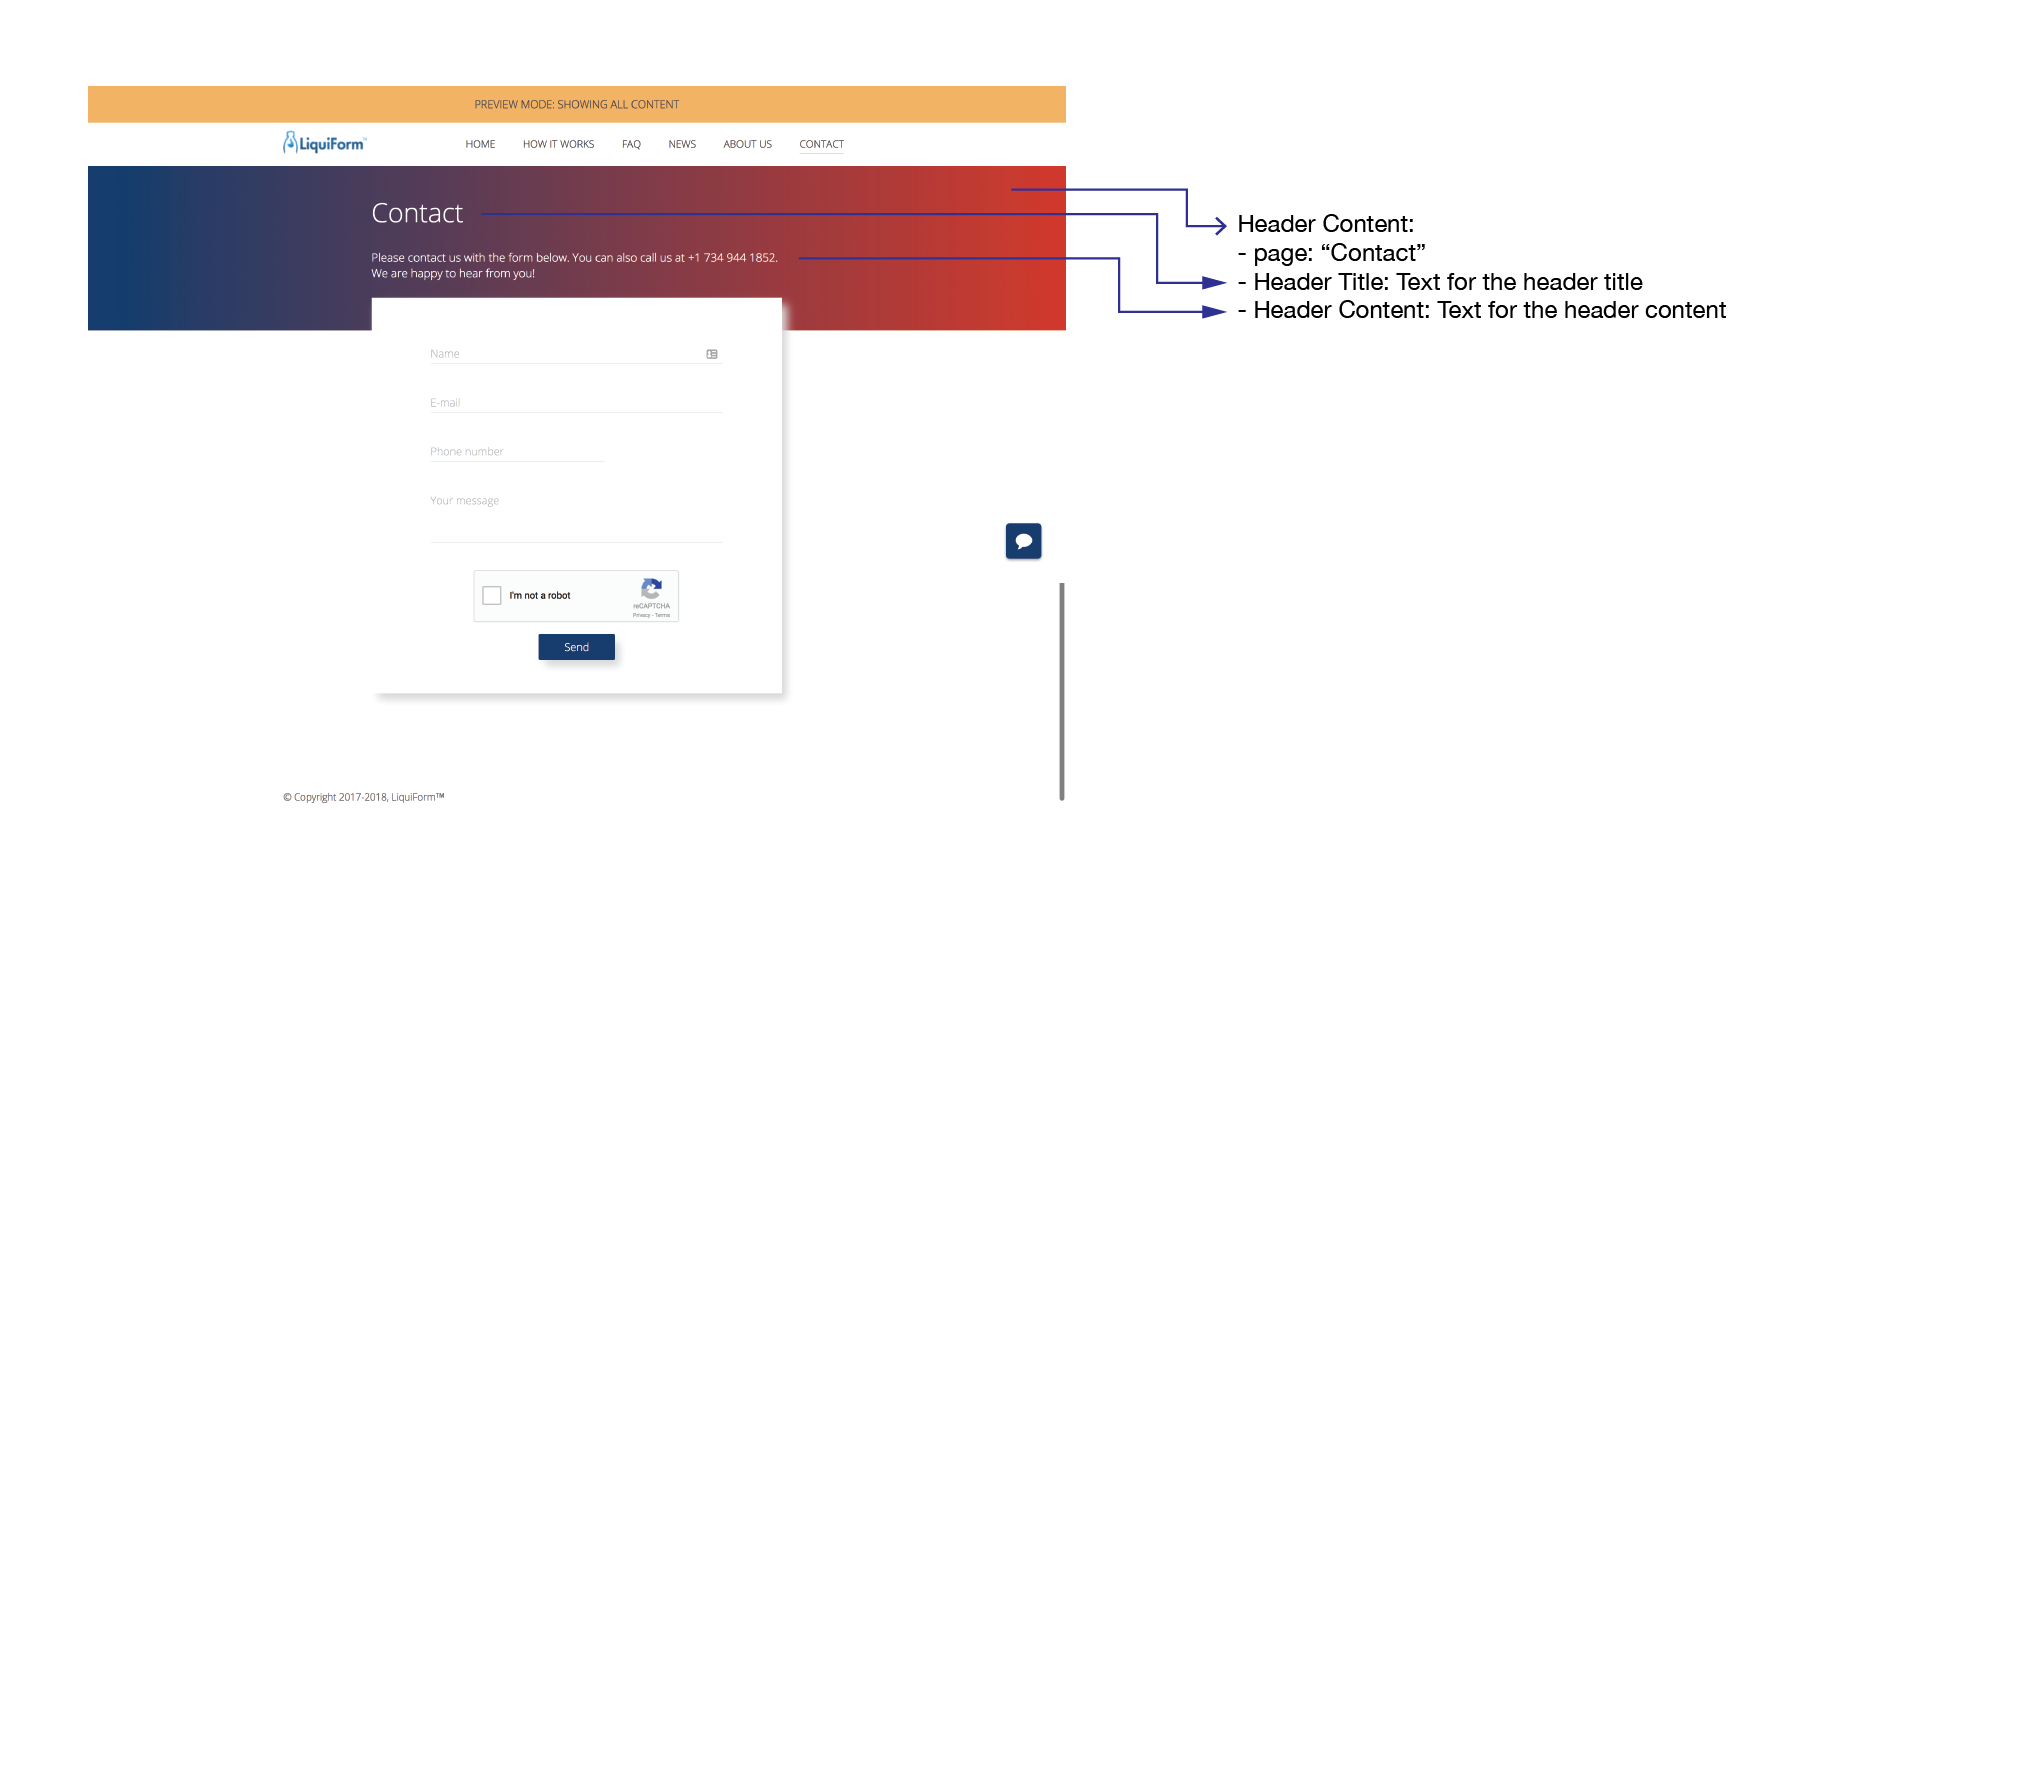 PREVIEW MODE: SHOWING ALL CONTENT
LiquiForm™ HOME HOW IT WORKS FAQ NEWS ABOUT US CONTACT
Contact
Please contact us with the form below. You can also call us at +1 734 944 1852.
We are happy to hear from you!
Header Content:
- page: “Contact”
- Header Title: Text for the header title
- Header Content: Text for the header content
Name
E-mail
Phone number
Your message
I'm not a robot
reCAPTCHA
Privacy - Terms
Send
© Copyright 2017-2018, LiquiForm™